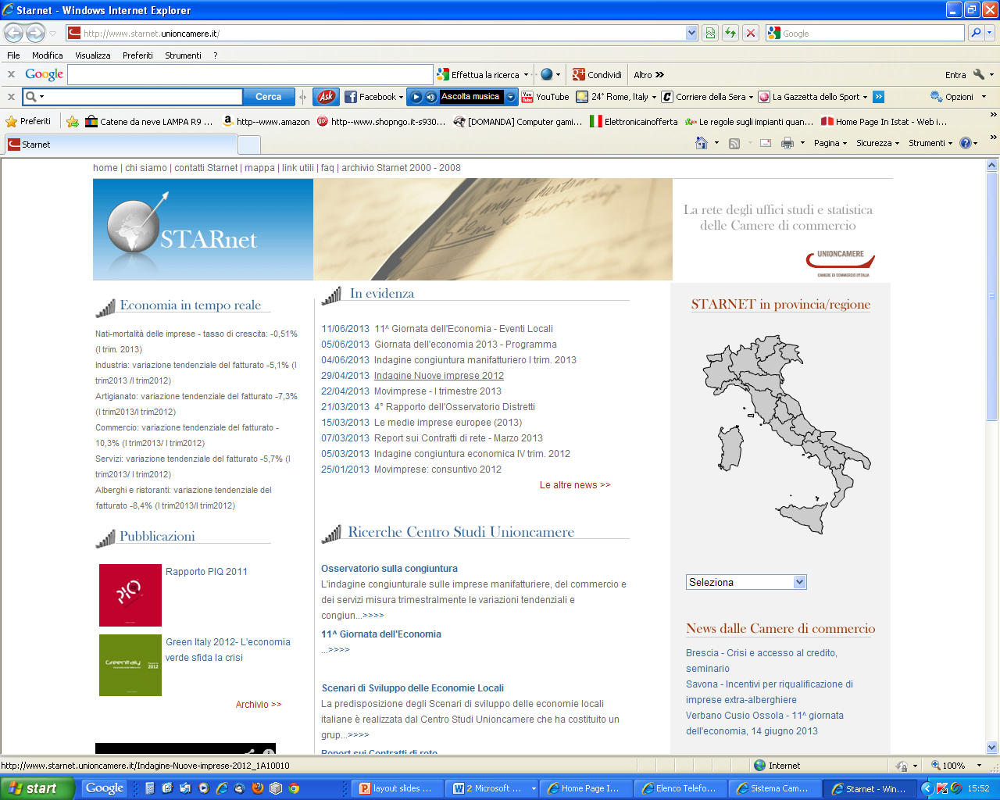 Starnet - Windows Internet Explorer
http://www.starnet.unioncamere.it/
Google
File Modifica Visualizza Preferiti Strumenti ?
x Google Effettua la ricerca Condividi Altro » Entra
x Cerca Ask Facebook Ascolta musica YouTube 24° Rome, Italy Corriere della Sera La Gazzetta dello Sport » Opzioni
Preferiti Catene da neve LAMPA R9 ... http--www.amazon http--www.shopngo.it-s930... [DOMANDA] Computer gami... Elettronicainofferta Le regole sugli impianti quan... Home Page In Istat - Web i... »
Starnet Pagina Sicurezza Strumenti »
home | chi siamo | contatti Starnet | mappa | link utili | faq | archivio Starnet 2000 - 2008
STARnet
La rete degli uffici studi e statistica
delle Camere di commercio
UNIONCAMERE
CAMERE DI COMMERCIO D'ITALIA
Economia in tempo reale
Nati-mortalità delle imprese - tasso di crescita: -0,51%
(I trim. 2013)
Industria: variazione tendenziale del fatturato -5,1% (I
trim2013 /I trim2012)
Artigianato: variazione tendenziale del fatturato -7,3%
(I trim2013/I trim2012)
Commercio: variazione tendenziale del fatturato -
10,3% (I trim2013/ I trim2012)
Servizi: variazione tendenziale del fatturato -5,7% (I
trim2013/ I trim2012)
Alberghi e ristoranti: variazione tendenziale del
fatturato -8,4% (I trim2013/I trim2012)
Pubblicazioni
PIQ
Rapporto PIQ 2011
GreenItaly
2012
Green Italy 2012- L'economia
verde sfida la crisi
Archivio >>
In evidenza
11/06/2013 11^ Giornata dell'Economia - Eventi Locali
05/06/2013 Giornata dell'economia 2013 - Programma
04/06/2013 Indagine congiuntura manifatturiero I trim. 2013
29/04/2013 Indagine Nuove imprese 2012
22/04/2013 Movimprese - I trimestre 2013
21/03/2013 4° Rapporto dell'Osservatorio Distretti
15/03/2013 Le medie imprese europee (2013)
07/03/2013 Report sui Contratti di rete - Marzo 2013
05/03/2013 Indagine congiuntura economica IV trim. 2012
25/01/2013 Movimprese: consuntivo 2012
Le altre news >>
Ricerche Centro Studi Unioncamere
Osservatorio sulla congiuntura
L'indagine congiunturale sulle imprese manifatturiere, del commercio e
dei servizi misura trimestralmente le variazioni tendenziali e
congiun...>>>>
11^ Giornata dell'Economia
...>>>>
Scenari di Sviluppo delle Economie Locali
La predisposizione degli Scenari di sviluppo delle economie locali
italiane è realizzata dal Centro Studi Unioncamere che ha costituito un
grup...>>>>
Report sui Contratti di rete
STARNET in provincia/regione
Seleziona
News dalle Camere di commercio
Brescia - Crisi e accesso al credito,
seminario
Savona - Incentivi per riqualificazione di
imprese extra-alberghiere
Verbano Cusio Ossola - 11^ giornata
dell'economia, 14 giugno 2013
http://www.starnet.unioncamere.it/Indagine-Nuove-imprese-2012_1A10010 Internet 100%
start Google layout slides ... 2 Microsoft ... Home Page I... Elenco Telefo... Sistema Cam... Starnet - Win... 15:52